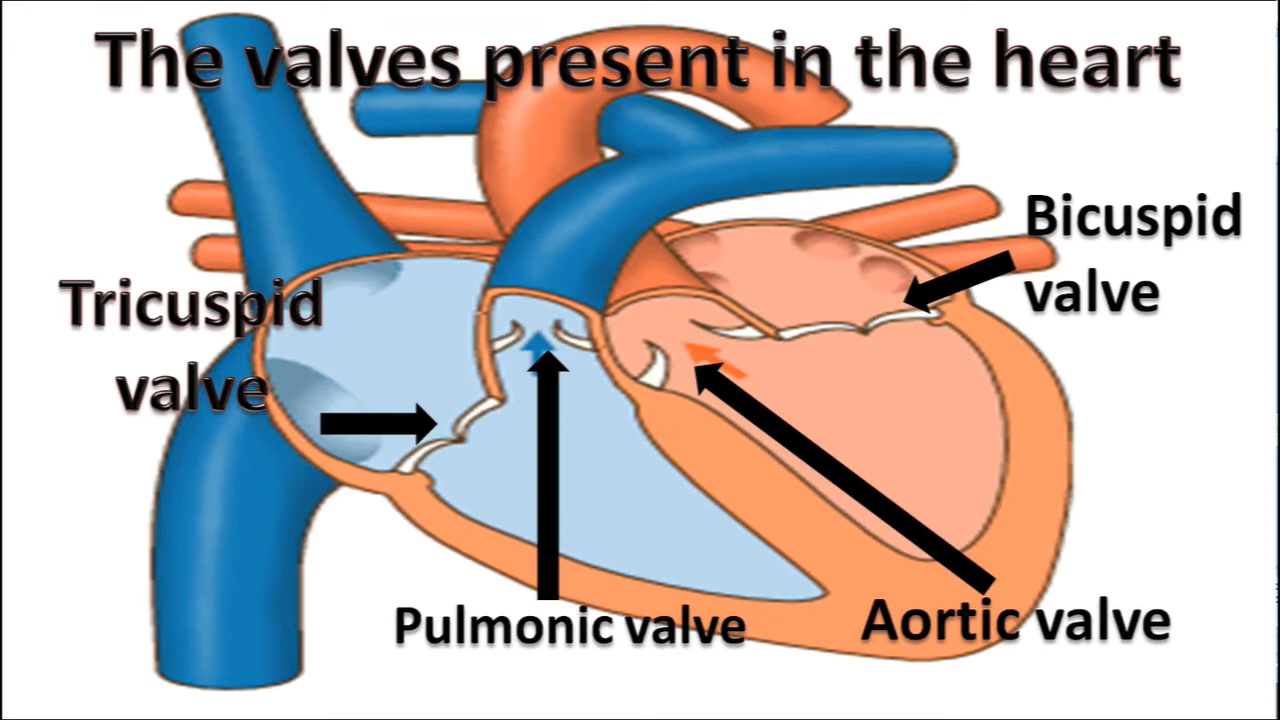 The valves present in the heart
Bicuspid
valve
Tricuspid
valve
Pulmonic valve
Aortic valve